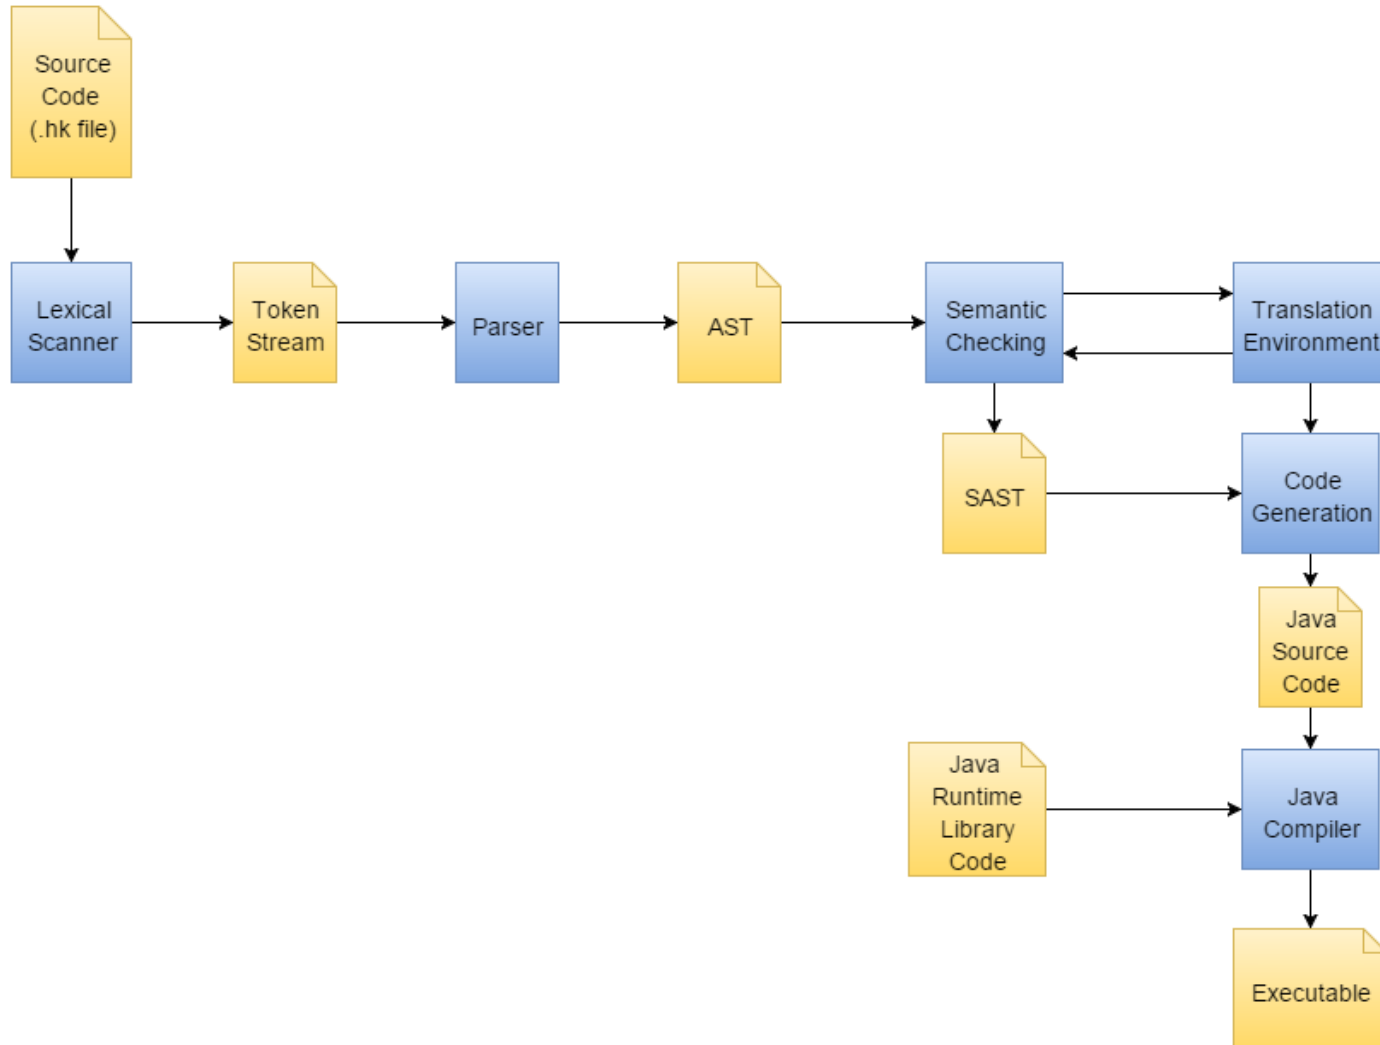 Source
Code
(.hk file)
Lexical
Scanner
Token
Stream
Parser
AST
Semantic
Checking
Translation
Environment
SAST
Code
Generation
Java
Source
Code
Java
Runtime
Library
Code
Java
Compiler
Executable